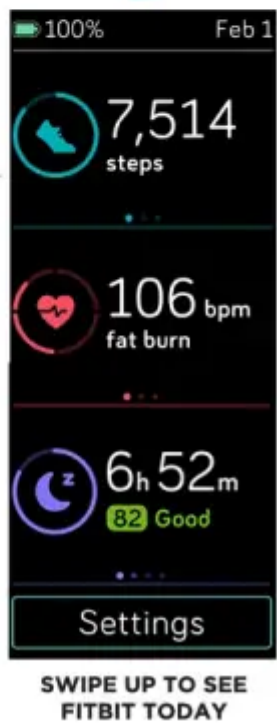 100% Feb 1
7,514
steps
106 bpm
fat burn
z
6h 52m
82 Good
Settings
SWIPE UP TO SEE
FITBIT TODAY